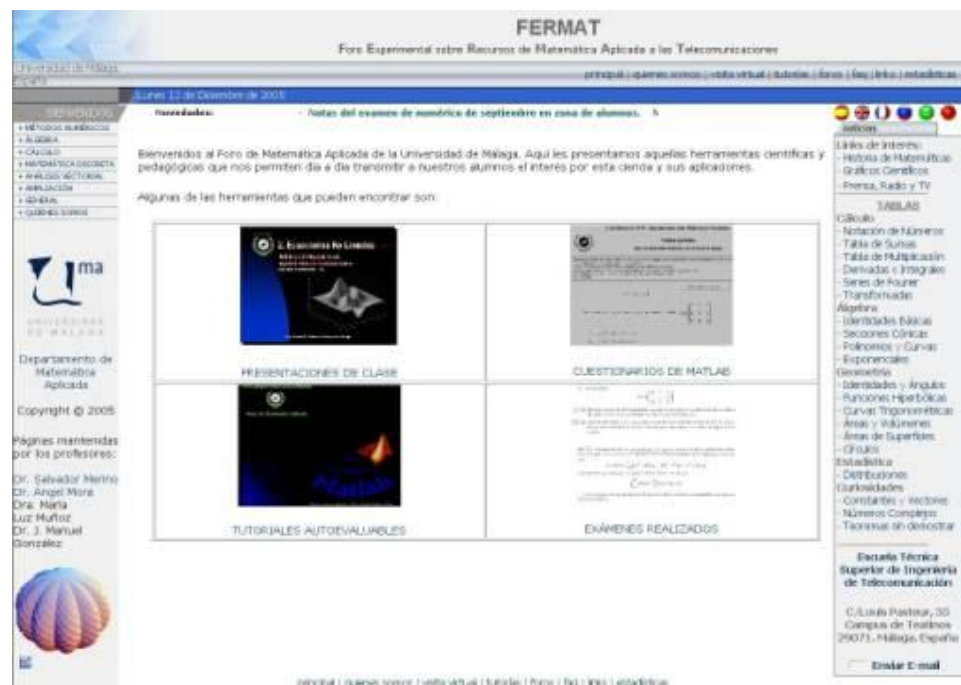 FERMAT
Foro Experimental sobre Recursos de Matemática Aplicada a las Telecomunicaciones
Universidad de Málaga,
España
principal | quienes somos | visita virtual | tutorías | foros | faq | links | estadísticas
Lunes 12 de Diciembre de 2005
BIENVENIDOS
+ MÉTODOS NUMÉRICOS
+ ÁLGEBRA
+ CÁLCULO
+ MATEMÁTICA DISCRETA
+ ANÁLISIS VECTORIAL
+ AMPLIACIÓN
+ GENERAL
+ QUIENES SOMOS
uma
UNIVERSIDAD
DE MÁLAGA
Departamento de
Matemática
Aplicada
Copyright © 2005
Páginas mantenidas
por los profesores:
Dr. Salvador Merino
Dr. Angel Mora
Dra. María
Luz Muñoz
Dr. J. Manuel
González
Novedades:
- Notas del examen de numérica de septiembre en zona de alumnos.
Bienvenidos al Foro de Matemática Aplicada de la Universidad de Málaga. Aquí les presentamos aquellas herramientas científicas y
pedagógicas que nos permiten día a día transmitir a nuestros alumnos el interés por esta ciencia y sus aplicaciones.
Algunas de las herramientas que pueden encontrar son:
2. Ecuaciones No Lineales
PRESENTACIONES DE CLASE
CUESTIONARIOS DE MATLAB
Matlab
TUTORIALES AUTOEVALUABLES
EXÁMENES REALIZADOS
noticias
Links de interés:
- Historia de Matemáticas
- Gráficos Científicos
- Prensa, Radio y TV
TABLAS
Cálculo
- Notación de Números
- Tabla de Sumas
- Tabla de Multiplicación
- Derivadas e Integrales
- Series de Fourier
- Transformadas
Álgebra
- Identidades Básicas
- Secciones Cónicas
- Polinomios y Curvas
- Exponenciales
Geometría
- Identidades y Ángulos
- Funciones Hiperbólicas
- Curvas Trigonométricas
- Áreas y Volúmenes
- Áreas de Superficies
- Círculos
Estadística
- Distribuciones
Curiosidades
- Constantes y Vectores
- Números Complejos
- Teoremas sin demostrar
Escuela Técnica
Superior de Ingeniería
de Telecomunicación
C/Louis Pasteur, 35
Campus de Teatinos
29071. Málaga. España
Enviar E-mail
principal | quienes somos | visita virtual | tutorías | foros | faq | links | estadísticas